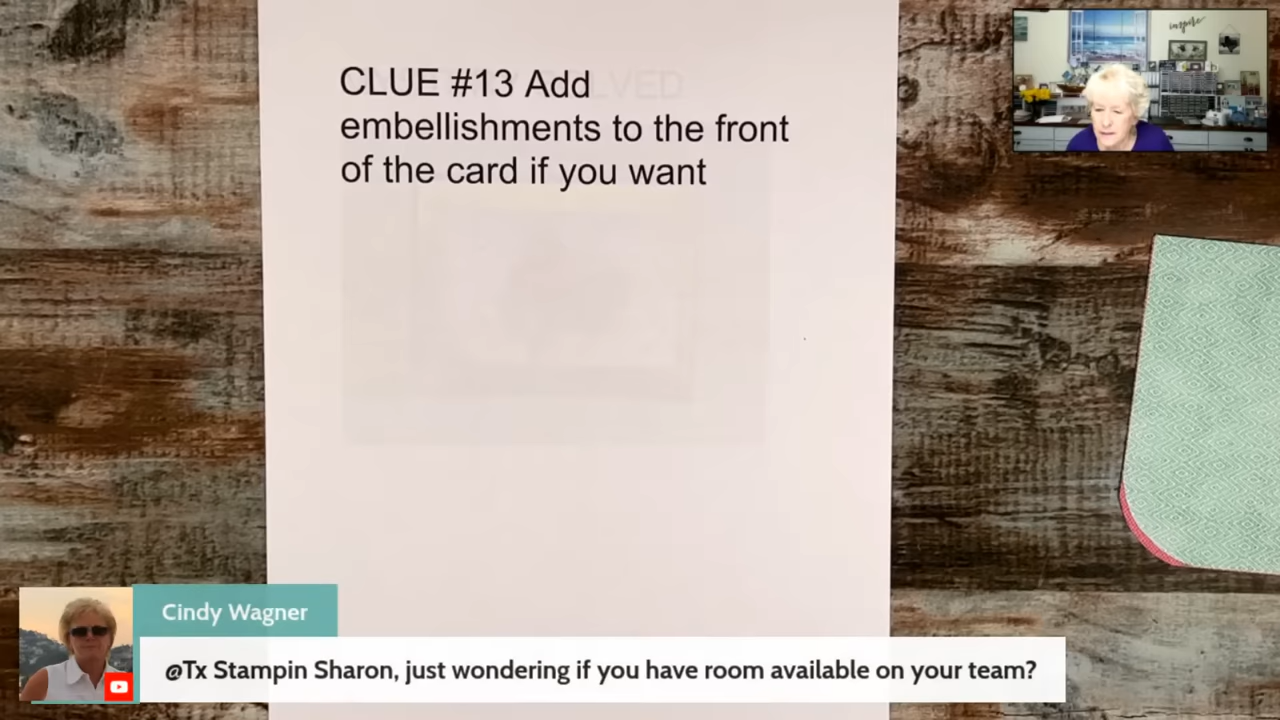 inspire
CLUE #13 Add
embellishments to the front
of the card if you want
Cindy Wagner
@Tx Stampin Sharon, just wondering if you have room available on your team?